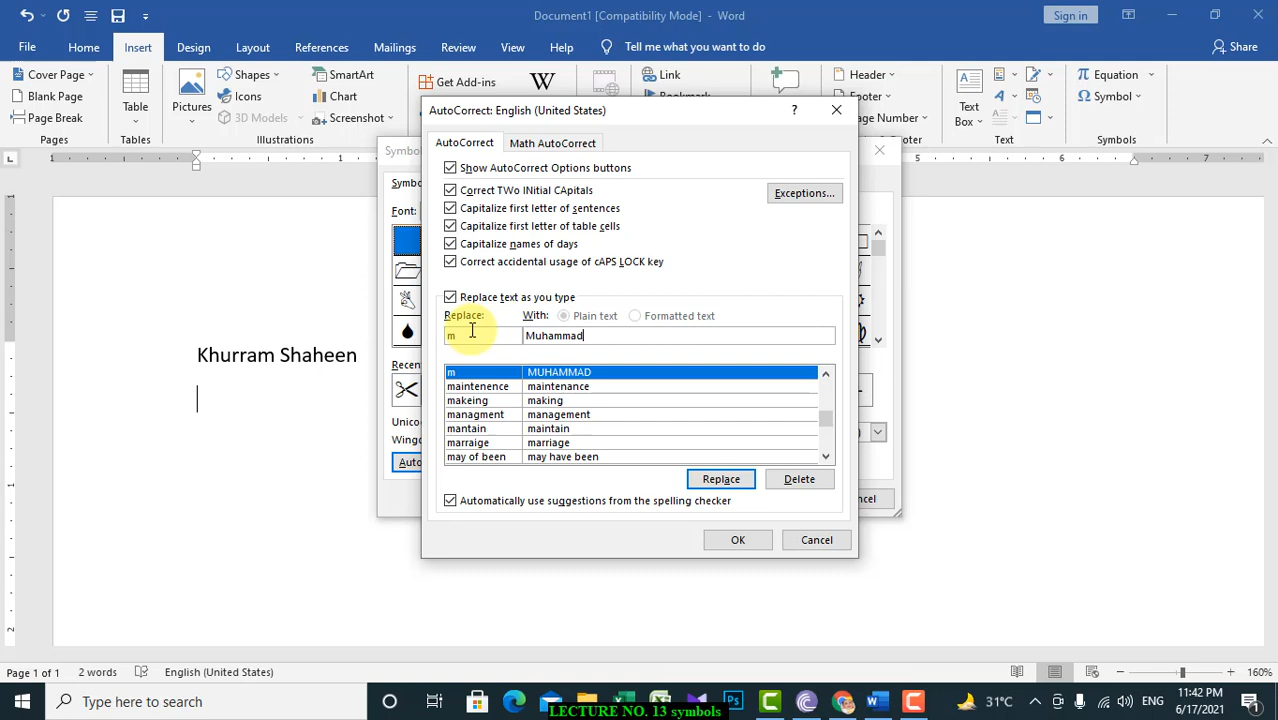 Document1 [Compatibility Mode] - Word
Sign in
File Home Insert Design Layout References Mailings Review View Help Tell me what you want to do Share
Cover Page
Blank Page
Page Break
Table
Pictures
Shapes
Icons
3D Models
SmartArt
Chart
Screenshot
Get Add-ins
W
Link
Header
Footer
Page Number
Text
Box
Equation
Symbol
Tables
Symbols
1 1 5 6 7
AutoCorrect: English (United States)
AutoCorrect Math AutoCorrect
Show AutoCorrect Options buttons
Correct TWo INitial CApitals
Exceptions...
Capitalize first letter of sentences
Capitalize first letter of table cells
Capitalize names of days
Correct accidental usage of cAPS LOCK key
Replace text as you type
Replace: With: Plain text Formatted text
m Muhammad
m MUHAMMAD
maintenence maintenance
makeing making
managment management
mantain maintain
marraige marriage
may of been may have been
Replace Delete
Automatically use suggestions from the spelling checker
OK Cancel
Font:
Khurram Shaheen
Page 1 of 1 2 words English (United States) 160%
Type here to search
31°C
ENG
11:42 PM
6/17/2021
LECTURE NO. 13 symbols